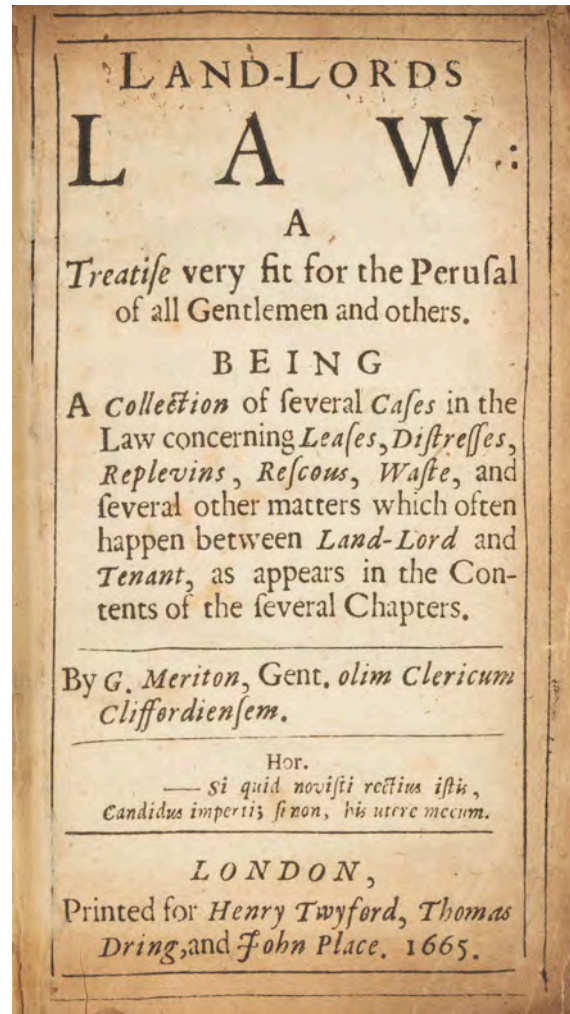 LAND-LORDS
LAW:
A
Treatiſe very fit for the Peruſal
of all Gentlemen and others.
BEING
A Collection of ſeveral Caſes in the
Law concerning Leaſes, Diſtreſſes,
Replevins, Reſcous, Waſte, and
ſeveral other matters which often
happen between Land-Lord and
Tenant, as appears in the Con-
tents of the ſeveral Chapters.
By G. Meriton, Gent. olim Clericum
Cliffordienſem.
Hor.
—— Si quid noviſti rectius iſtis,
Candidus imperti; ſi non, his utere mecum.
LONDON,
Printed for Henry Twyford, Thomas
Dring, and John Place. 1665.